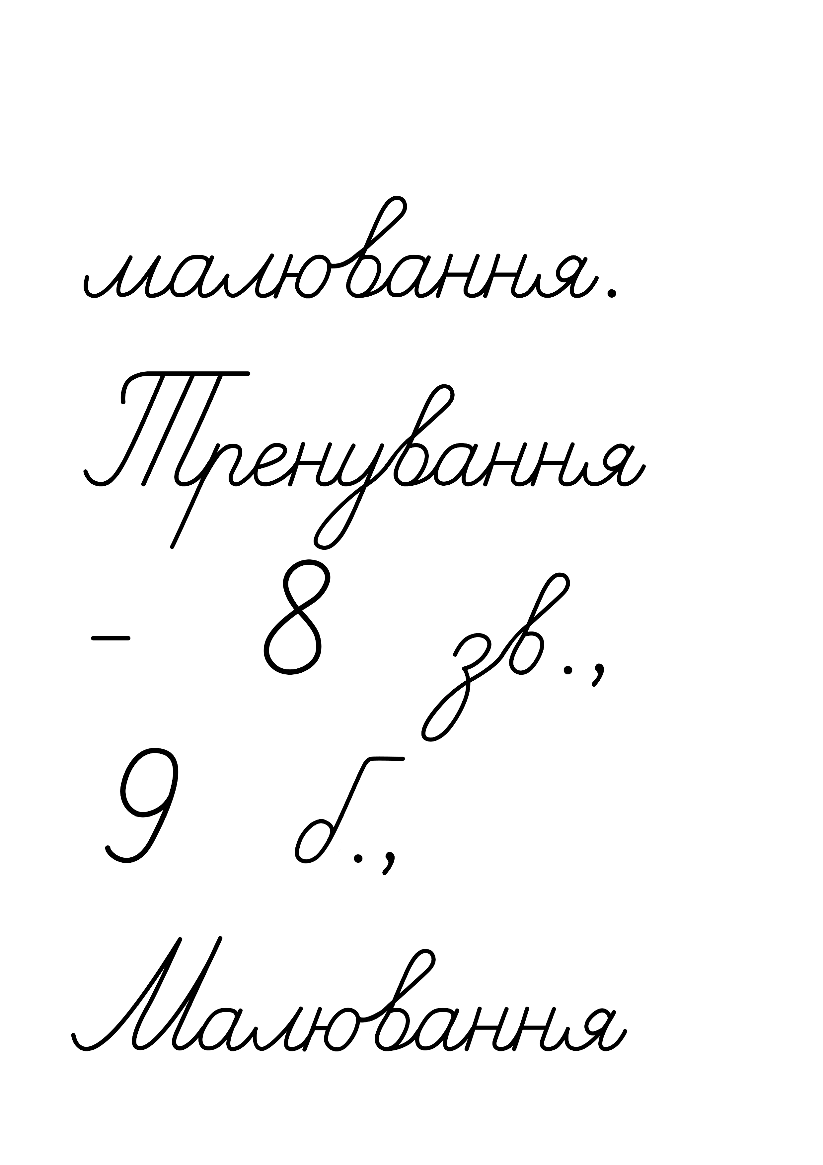 малювання.
Тренування
- 8 зв.,
9 б.,
Малювання